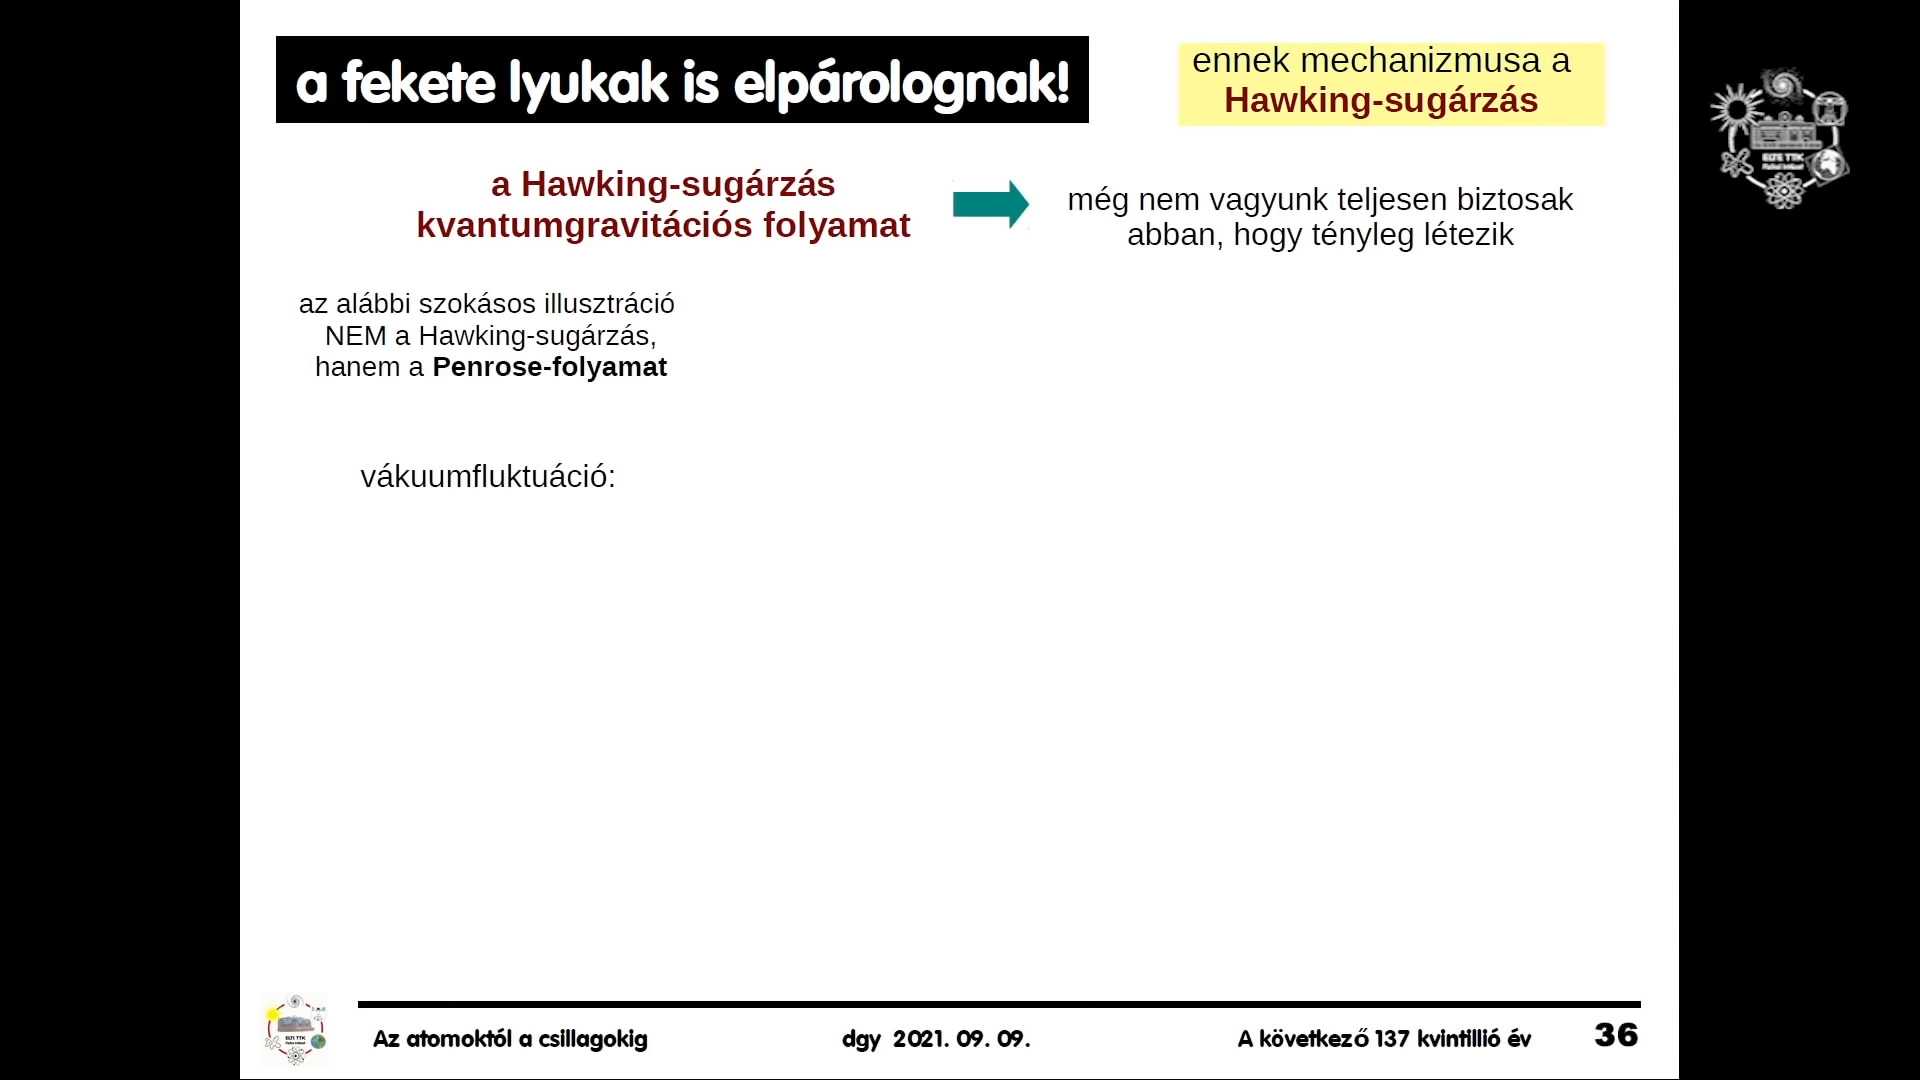 a fekete lyukak is elpárolognak!
ennek mechanizmusa a
Hawking-sugárzás
a Hawking-sugárzás
kvantumgravitációs folyamat
még nem vagyunk teljesen biztosak
abban, hogy tényleg létezik
az alábbi szokásos illusztráció
NEM a Hawking-sugárzás,
hanem a Penrose-folyamat
vákuumfluktuáció:
ELTE TTK
Az atomoktól a csillagokig
dgy 2021. 09. 09.
A következő 137 kvintillió év
36